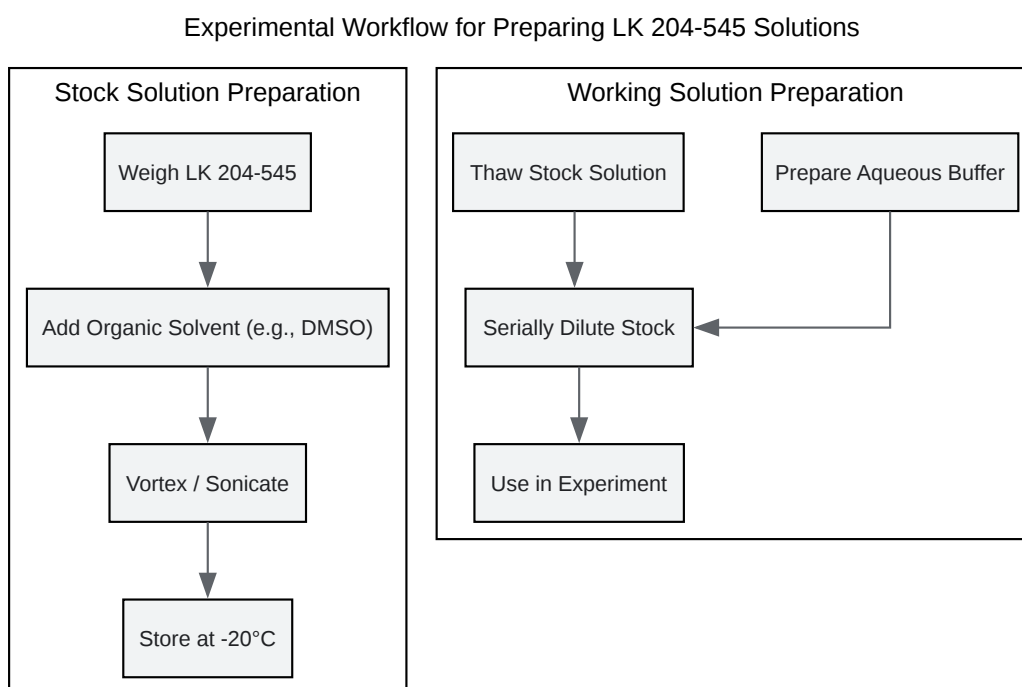 Experimental Workflow for Preparing LK 204-545 Solutions
Stock Solution Preparation
Weigh LK 204-545
Add Organic Solvent (e.g., DMSO)
Vortex / Sonicate
Store at -20°C
Working Solution Preparation
Thaw Stock Solution
Prepare Aqueous Buffer
Serially Dilute Stock
Use in Experiment